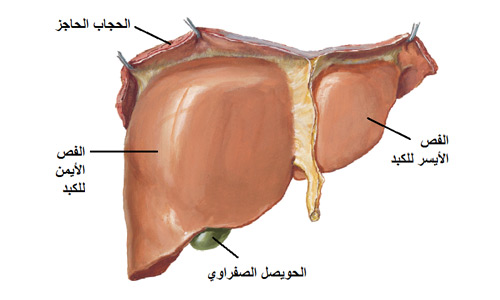 الحجاب الحاجز
الفص
الأيسر للكبد
الفص
الأيمن
للكبد
الحويصل الصفراوي